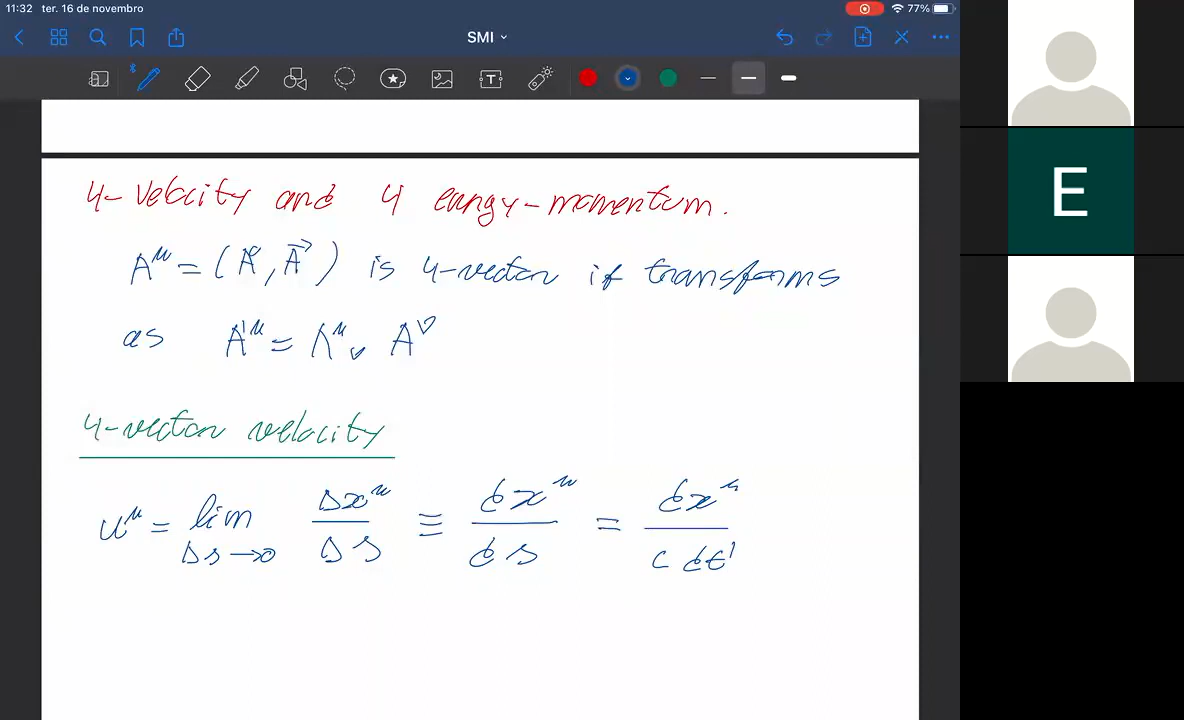 11:32 ter. 16 de novembro 77%
SMI
E
4-Velocity and 4 energy-momentum.
A^μ = (A⁰, A⃗) is 4-vector if transforms
as A'^μ = Λ^μ_ν A^ν
4-vector velocity
u^μ = lim_{Δs→0} Δx^μ/Δs ≡ dx^μ/ds = dx^μ/(c dt')